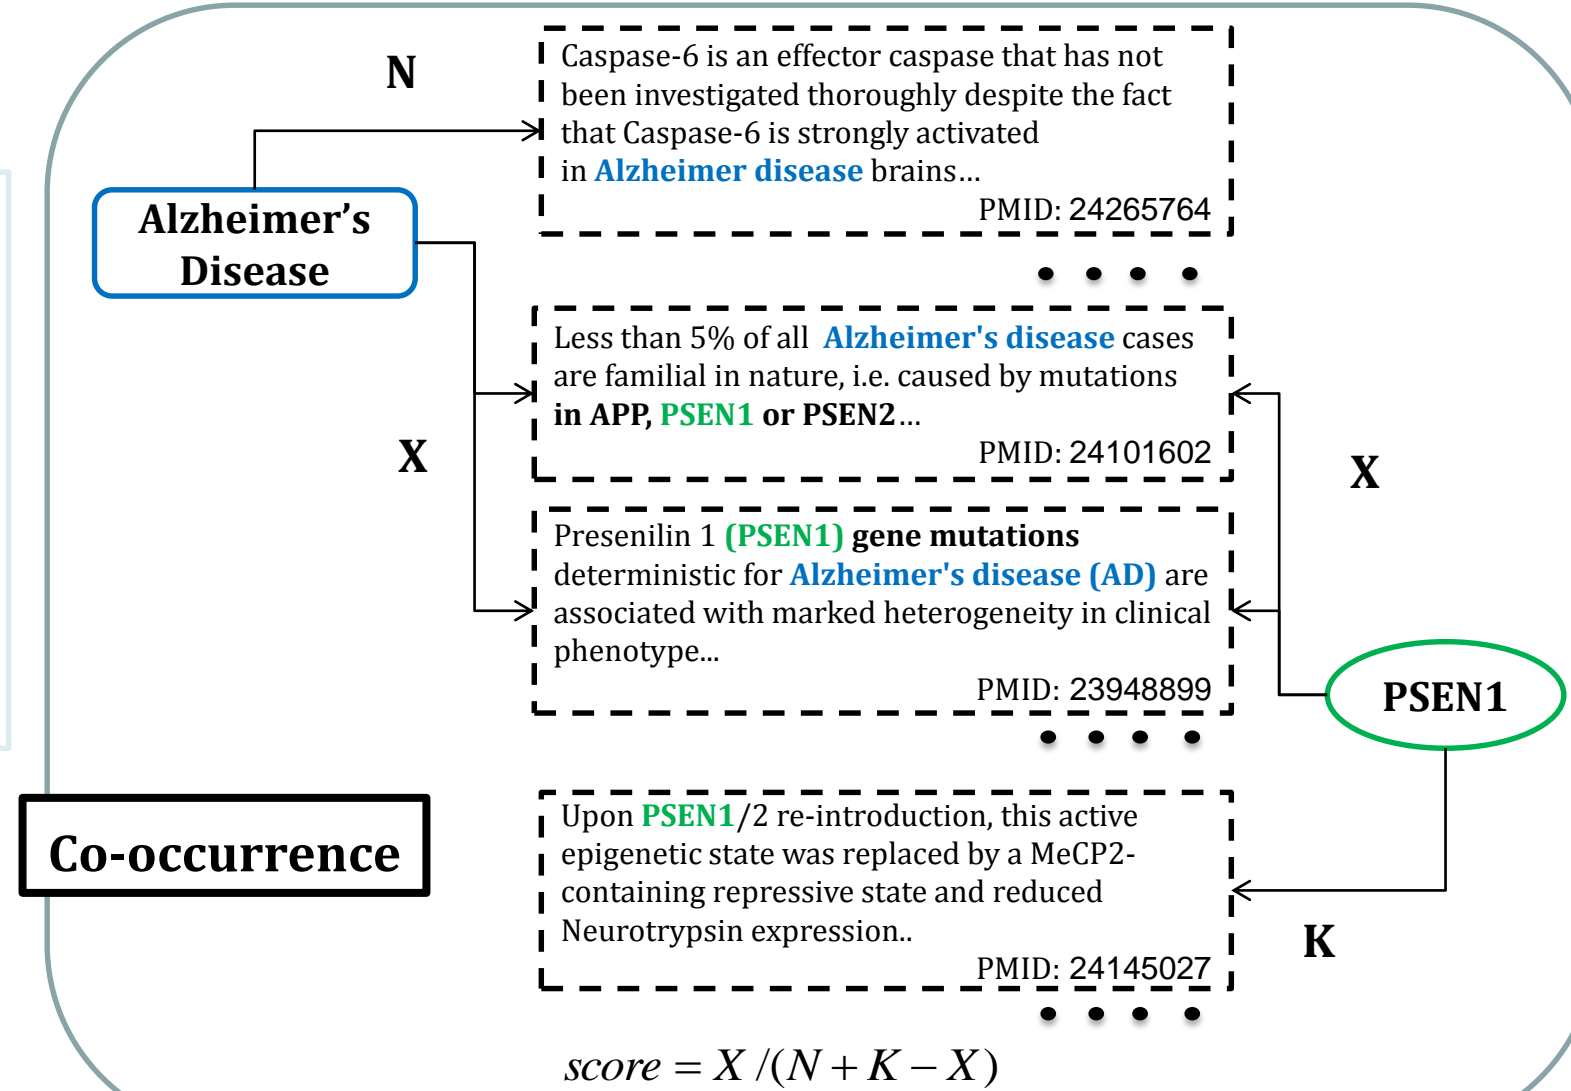 N
Caspase-6 is an effector caspase that has not
been investigated thoroughly despite the fact
that Caspase-6 is strongly activated
in Alzheimer disease brains…
PMID: 24265764
Alzheimer’s
Disease
Less than 5% of all Alzheimer's disease cases
are familial in nature, i.e. caused by mutations
in APP, PSEN1 or PSEN2…
PMID: 24101602
X
X
Presenilin 1 (PSEN1) gene mutations
deterministic for Alzheimer's disease (AD) are
associated with marked heterogeneity in clinical
phenotype...
PMID: 23948899
PSEN1
Co-occurrence
Upon PSEN1/2 re-introduction, this active
epigenetic state was replaced by a MeCP2-
containing repressive state and reduced
Neurotrypsin expression..
PMID: 24145027
K
score = X /(N + K − X)